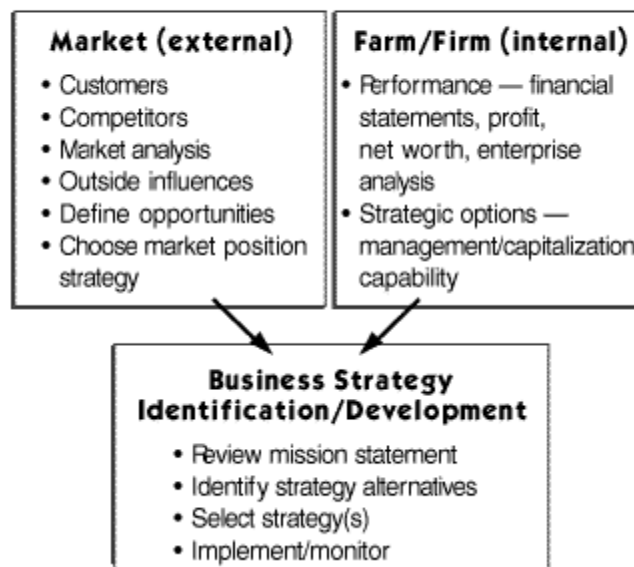 Market (external)
• Customers
• Competitors
• Market analysis
• Outside influences
• Define opportunities
• Choose market position
strategy
Farm/Firm (internal)
• Performance — financial
statements, profit,
net worth, enterprise
analysis
• Strategic options —
management/capitalization
capability
Business Strategy
Identification/Development
• Review mission statement
• Identify strategy alternatives
• Select strategy(s)
• Implement/monitor